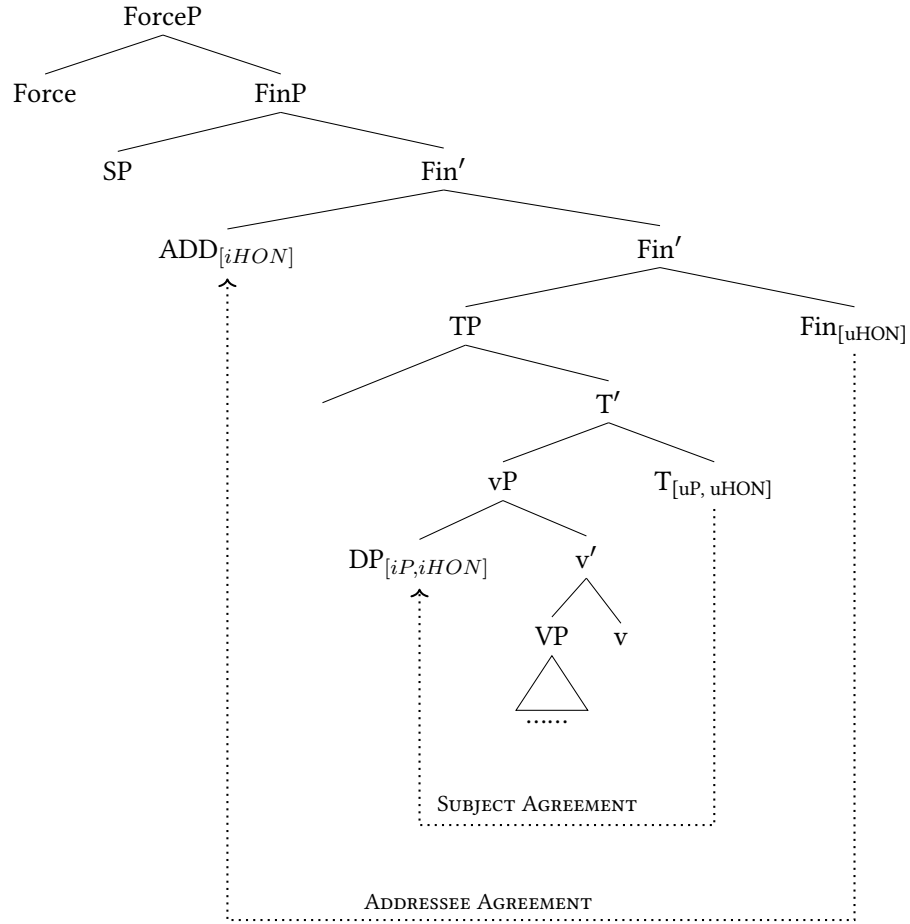 ForceP
Force FinP
SP Fin′
ADD[iHON] Fin′
TP Fin[uHON]
T′
vP T[uP, uHON]
DP[iP,iHON] v′
VP v
......
SUBJECT AGREEMENT
ADDRESSEE AGREEMENT